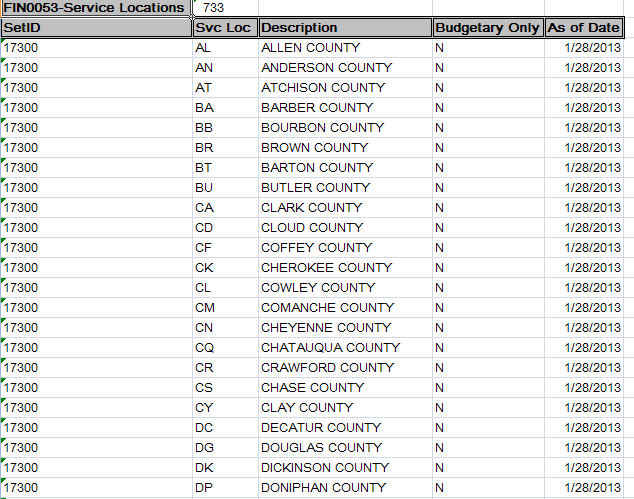 FIN0053-Service Locations 733
SetID Svc Loc Description Budgetary Only As of Date
17300 AL ALLEN COUNTY N 1/28/2013
17300 AN ANDERSON COUNTY N 1/28/2013
17300 AT ATCHISON COUNTY N 1/28/2013
17300 BA BARBER COUNTY N 1/28/2013
17300 BB BOURBON COUNTY N 1/28/2013
17300 BR BROWN COUNTY N 1/28/2013
17300 BT BARTON COUNTY N 1/28/2013
17300 BU BUTLER COUNTY N 1/28/2013
17300 CA CLARK COUNTY N 1/28/2013
17300 CD CLOUD COUNTY N 1/28/2013
17300 CF COFFEY COUNTY N 1/28/2013
17300 CK CHEROKEE COUNTY N 1/28/2013
17300 CL COWLEY COUNTY N 1/28/2013
17300 CM COMANCHE COUNTY N 1/28/2013
17300 CN CHEYENNE COUNTY N 1/28/2013
17300 CQ CHATAUQUA COUNTY N 1/28/2013
17300 CR CRAWFORD COUNTY N 1/28/2013
17300 CS CHASE COUNTY N 1/28/2013
17300 CY CLAY COUNTY N 1/28/2013
17300 DC DECATUR COUNTY N 1/28/2013
17300 DG DOUGLAS COUNTY N 1/28/2013
17300 DK DICKINSON COUNTY N 1/28/2013
17300 DP DONIPHAN COUNTY N 1/28/2013